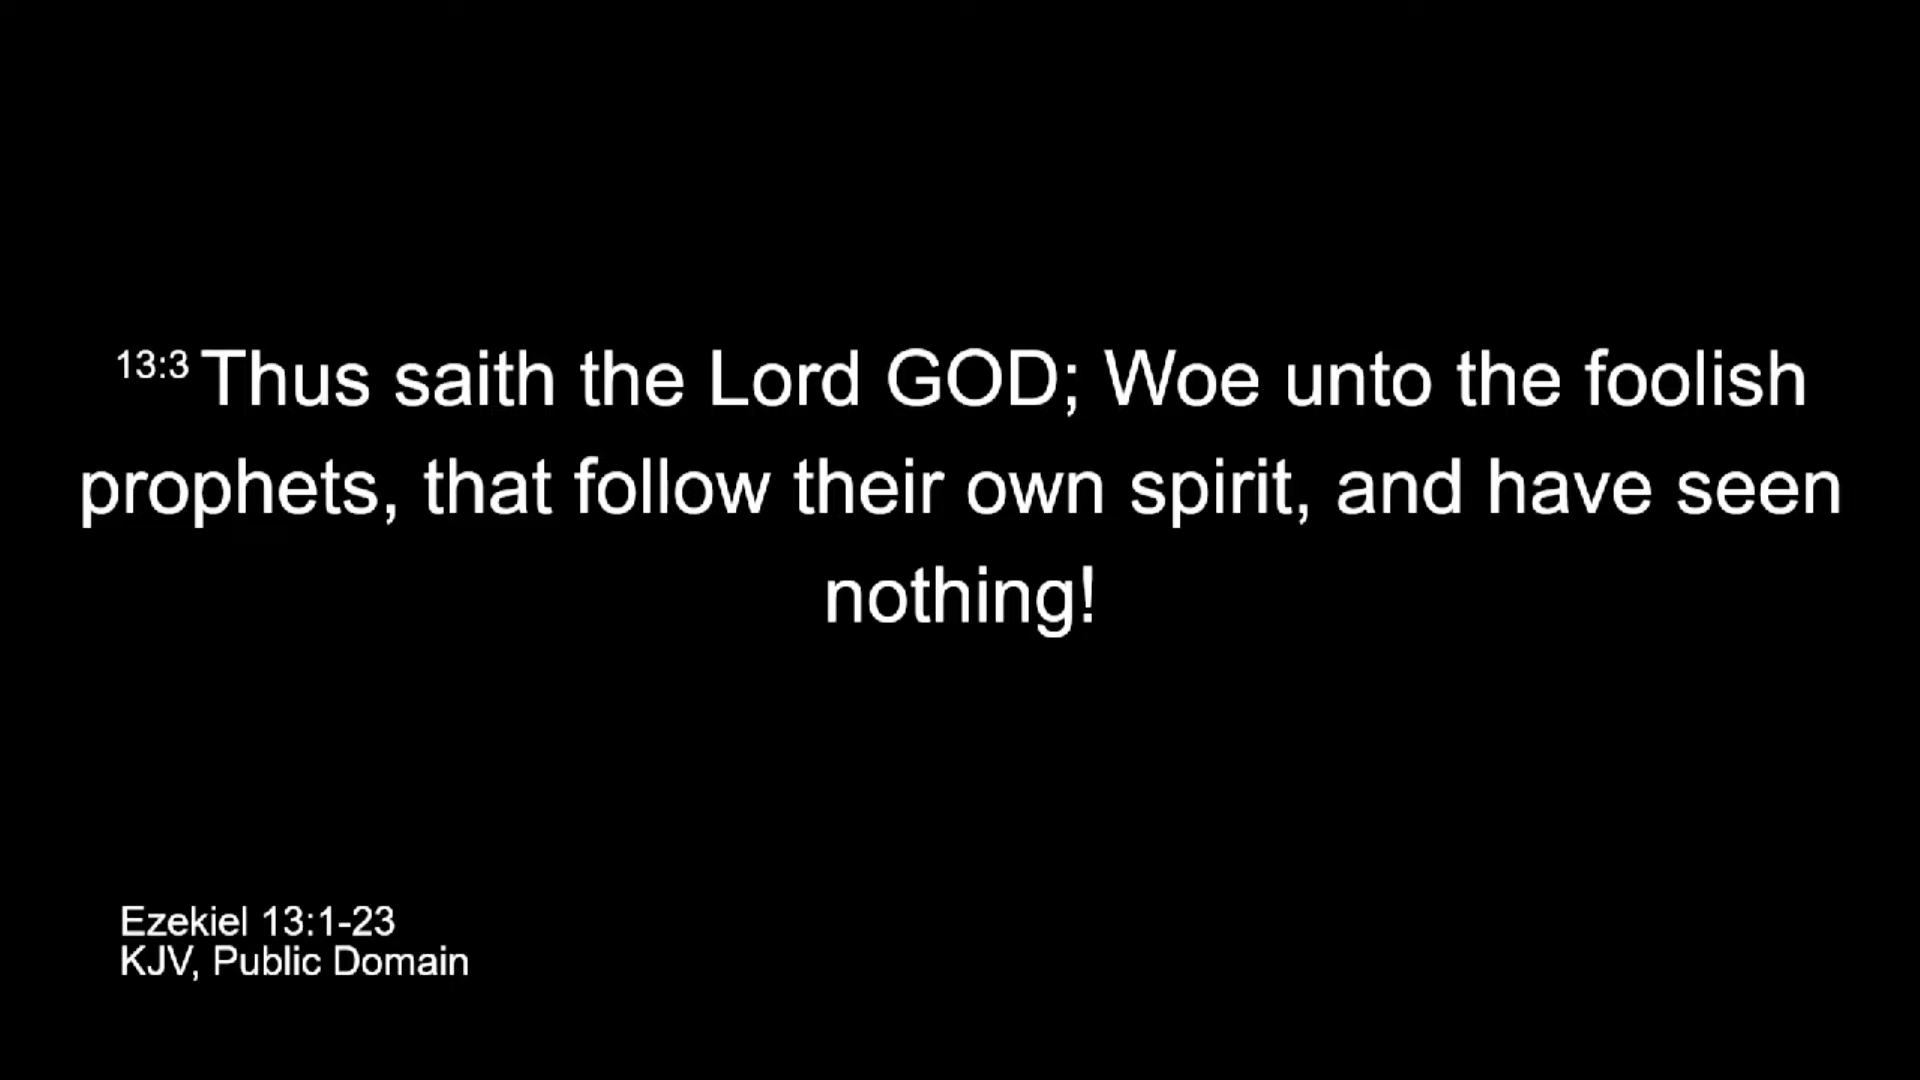 13:3 Thus saith the Lord GOD; Woe unto the foolish
prophets, that follow their own spirit, and have seen
nothing!
Ezekiel 13:1-23
KJV, Public Domain